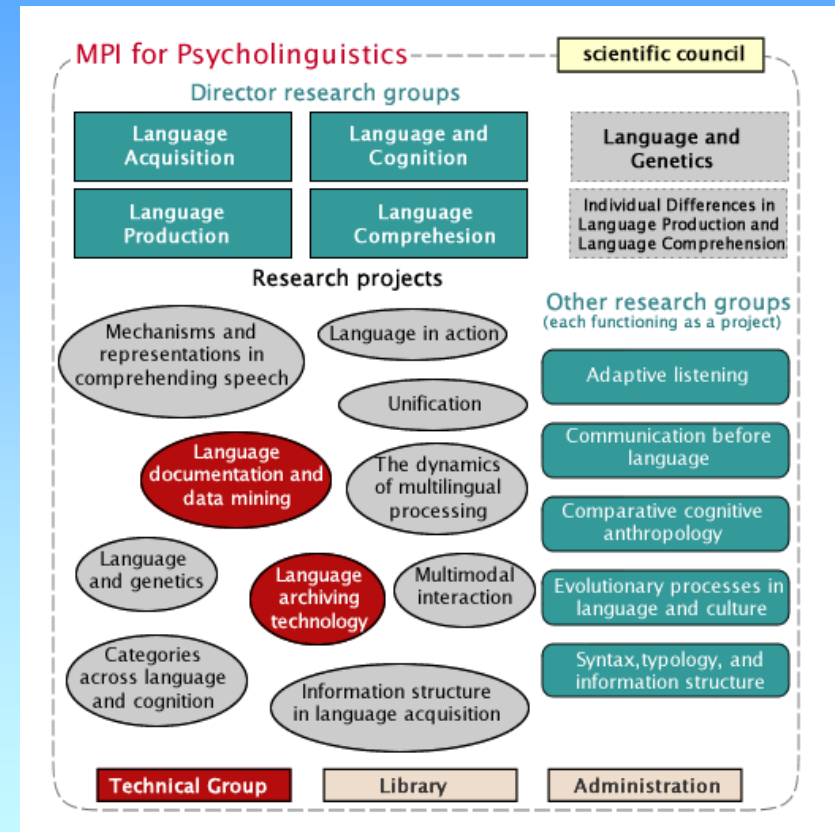 MPI for Psycholinguistics
scientific council
Director research groups
Language
Acquisition
Language and
Cognition
Language and
Genetics
Language
Production
Language
Comprehesion
Individual Differences in
Language Production and
Language Comprehension
Research projects
Mechanisms and
representations in
comprehending speech
Language in action
Unification
Language
documentation and
data mining
The dynamics
of multilingual
processing
Language
and genetics
Language
archiving
technology
Multimodal
interaction
Categories
across language
and cognition
Information structure
in language acquisition
Other research groups
(each functioning as a project)
Adaptive listening
Communication before
language
Comparative cognitive
anthropology
Evolutionary processes in
language and culture
Syntax,typology, and
information structure
Technical Group
Library
Administration